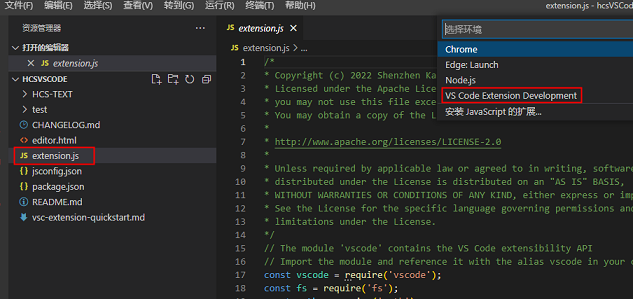 文件(F) 编辑(E) 选择(S) 查看(V) 转到(G) 运行(R) 终端(T) 帮助(H) extension.js - hcsVSCod
资源管理器
打开的编辑器
extension.js
HCSVSCODE
HCS-TEXT
test
CHANGELOG.md
editor.html
extension.js
jsconfig.json
package.json
README.md
vsc-extension-quickstart.md
extension.js
extension.js > ...
选择环境
Chrome
Edge: Launch
Node.js
VS Code Extension Development
安装 JavaScript 的扩展...
1 /*
2 * Copyright (c) 2022 Shenzhen Ka
3 * Licensed under the Apache Lice
4 * you may not use this file exce
5 * You may obtain a copy of the L
6 *
7 * http://www.apache.org/licenses/LICENSE-2.0
8 *
9 * Unless required by applicable law or agreed to in writing, software
10 * distributed under the License is distributed on an "AS IS" BASIS,
11 * WITHOUT WARRANTIES OR CONDITIONS OF ANY KIND, either express or imp
12 * See the License for the specific language governing permissions and
13 * limitations under the License.
14 */
15 // The module 'vscode' contains the VS Code extensibility API
16 // Import the module and reference it with the alias vscode in your c
17 const vscode = require('vscode');
18 const fs = require('fs');